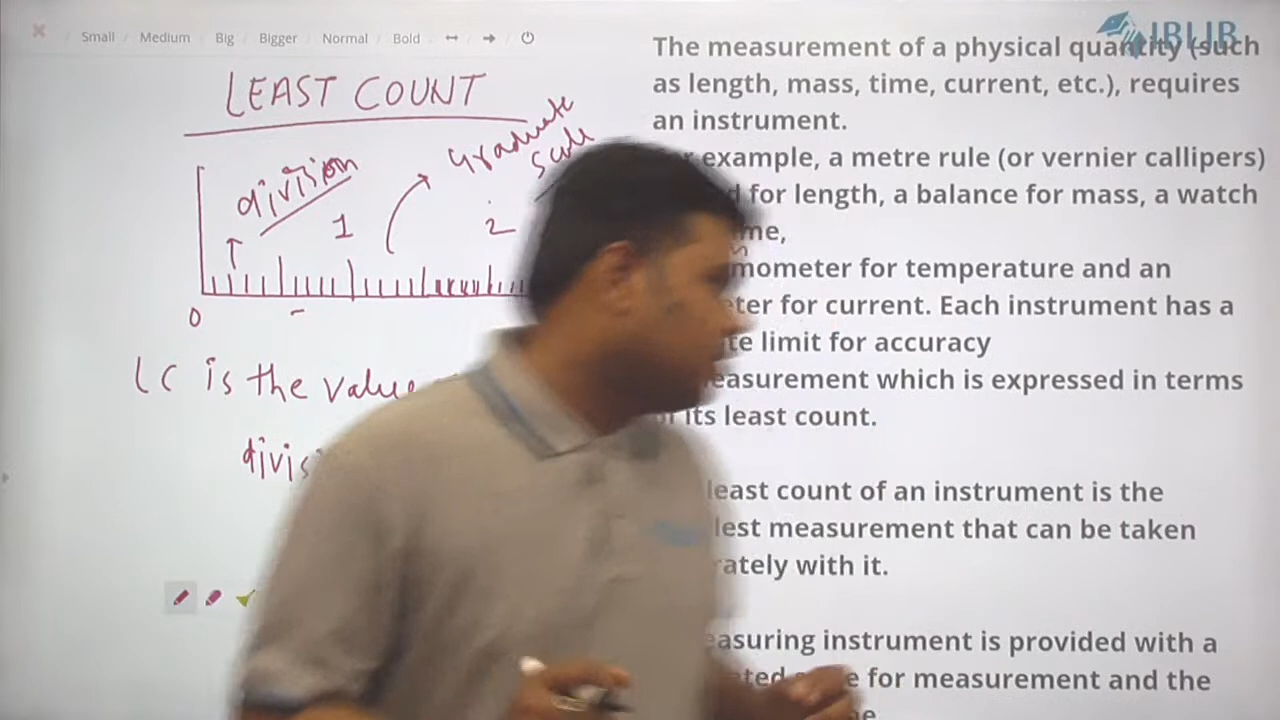 Small / Medium / Big / Bigger / Normal / Bold
LEAST COUNT
division
Graduate
scale
1
2
0
LC is the value
divis
The measurement of a physical quantity (such
as length, mass, time, current, etc.), requires
an instrument.
example, a metre rule (or vernier callipers)
for length, a balance for mass, a watch
me,
mometer for temperature and an
ter for current. Each instrument has a
te limit for accuracy
easurement which is expressed in terms
of its least count.
least count of an instrument is the
lest measurement that can be taken
ately with it.
easuring instrument is provided with a
ted for measurement and the